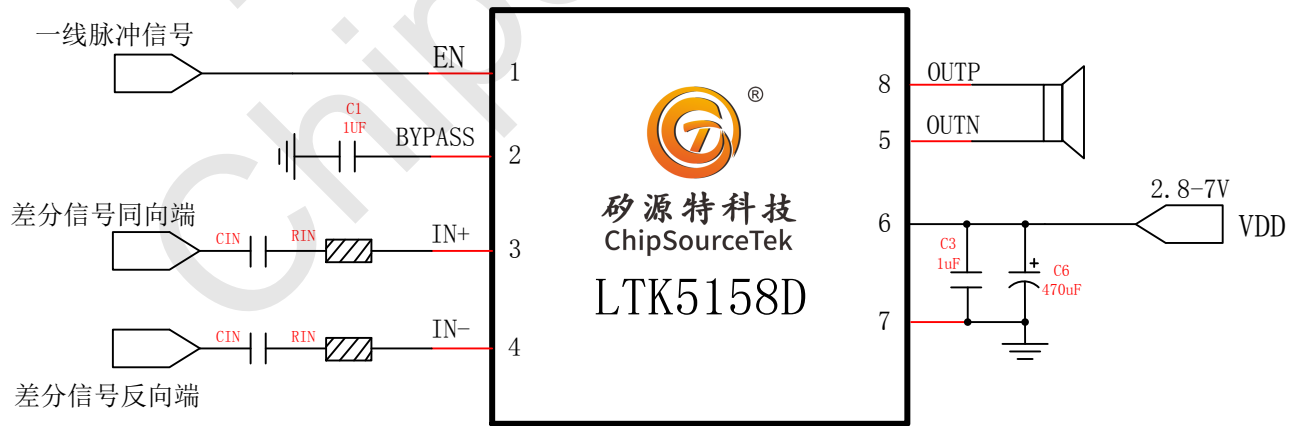 一线脉冲信号
EN
1
C1
1UF
BYPASS
2
差分信号同向端
CIN
RIN
IN+
3
CIN
RIN
IN-
4
差分信号反向端
®
矽源特科技
ChipSourceTek
LTK5158D
8
OUTP
5
OUTN
6
2.8-7V
VDD
C3
1uF
+
C6
470uF
7
Chip